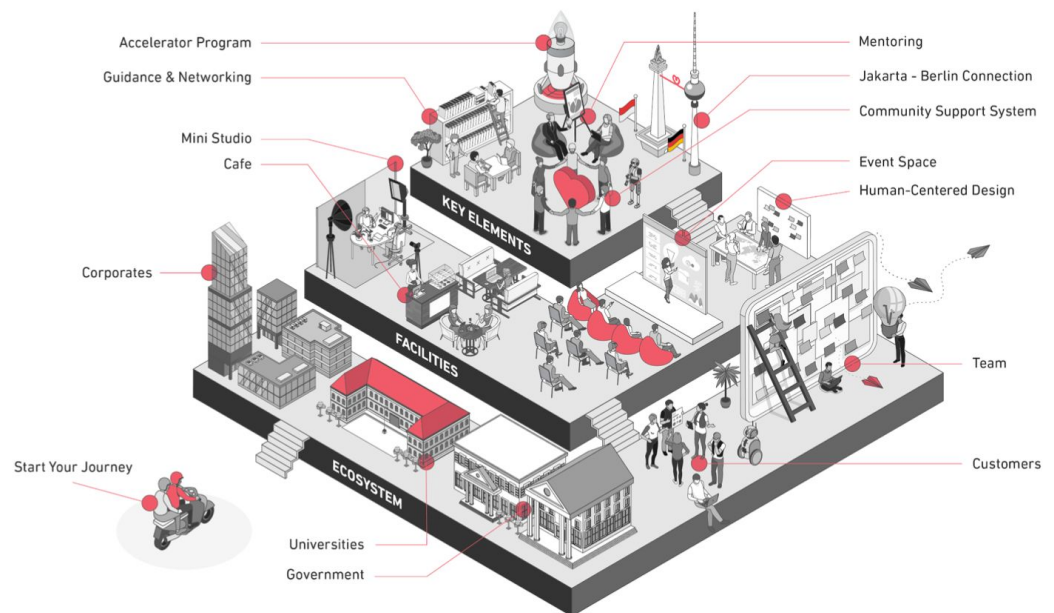 Accelerator Program
Guidance & Networking
Mini Studio
Cafe
Corporates
Start Your Journey
Universities
Government
Mentoring
Jakarta - Berlin Connection
Community Support System
Event Space
Human-Centered Design
Team
Customers
KEY ELEMENTS
FACILITIES
ECOSYSTEM